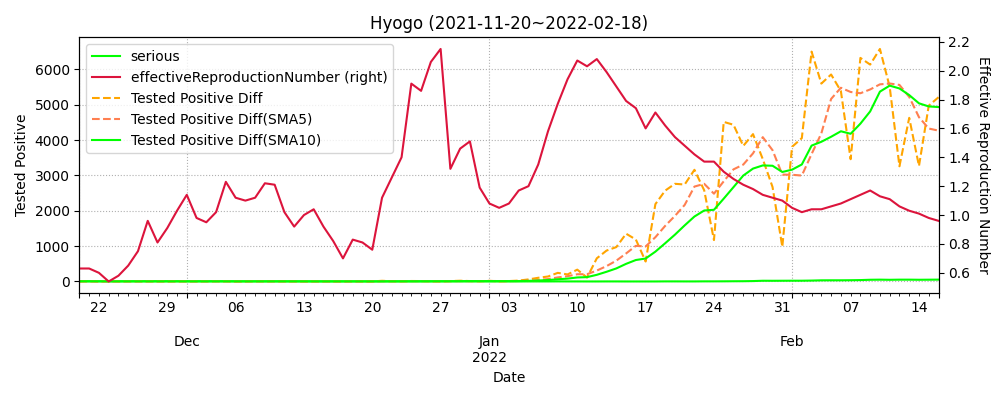 Hyogo (2021-11-20~2022-02-18)
serious
effectiveReproductionNumber (right)
Tested Positive Diff
Tested Positive Diff(SMA5)
Tested Positive Diff(SMA10)
Tested Positive
6000
5000
4000
3000
2000
1000
0
2.2
2.0
1.8
1.6
1.4
1.2
1.0
0.8
0.6
Effective Reproduction Number
22 29 06 13 20 27 03 10 17 24 31 07 14
Dec Jan Feb
2022
Date